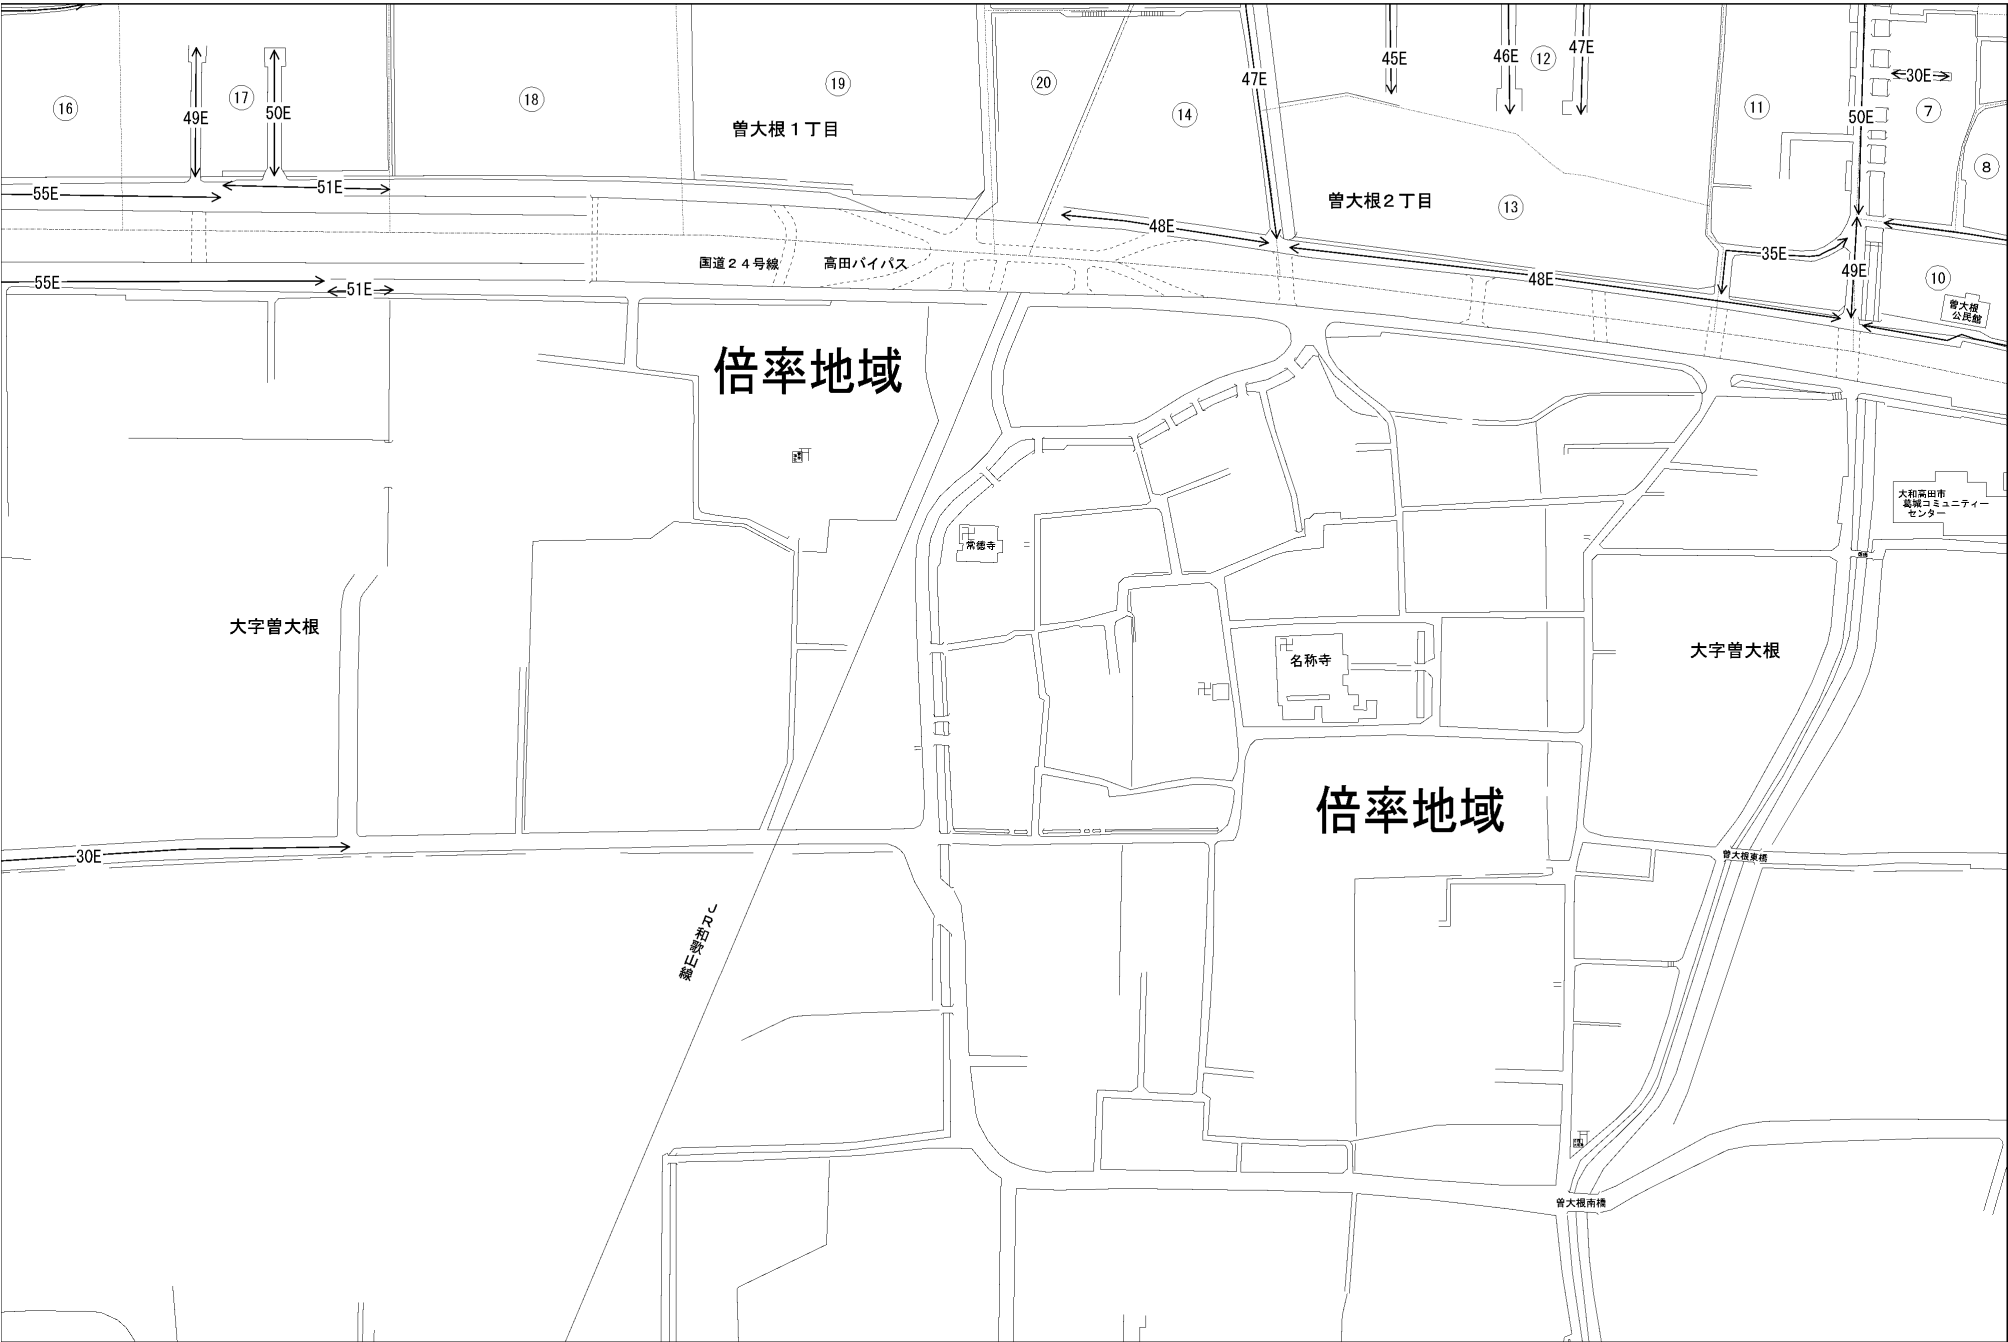 45E
46E
47E
12
47E
30E
16
17
18
19
20
11
7
49E
50E
14
50E
曽大根１丁目
8
55E
51E
曽大根２丁目
13
48E
35E
国道２４号線
高田バイパス
49E
55E
51E
48E
10
曽大根
公民館
倍率地域
大和高田市
葛城コミュニティー
センター
常徳寺
大字曽大根
名称寺
大字曽大根
倍率地域
30E
曽大根東橋
ＪＲ和歌山線
曽大根南橋